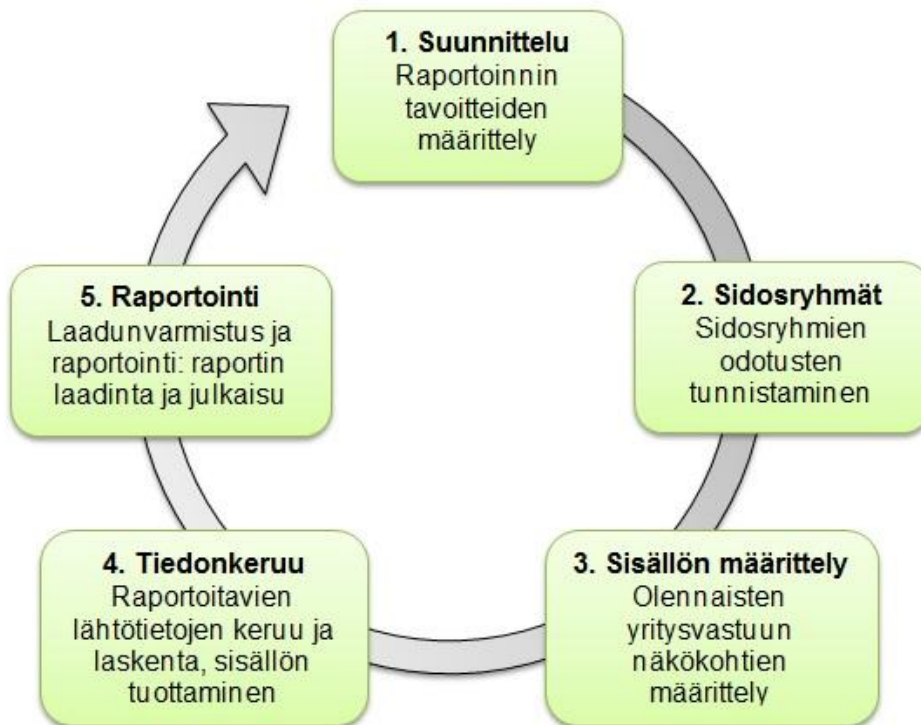 1. Suunnittelu
Raportoinnin
tavoitteiden
määrittely
2. Sidosryhmät
Sidosryhmien
odotusten
tunnistaminen
3. Sisällön määrittely
Olennaisten
yritysvastuun
näkökohtien
määrittely
4. Tiedonkeruu
Raportoitavien
lähtötietojen keruu ja
laskenta, sisällön
tuottaminen
5. Raportointi
Laadunvarmistus ja
raportointi: raportin
laadinta ja julkaisu